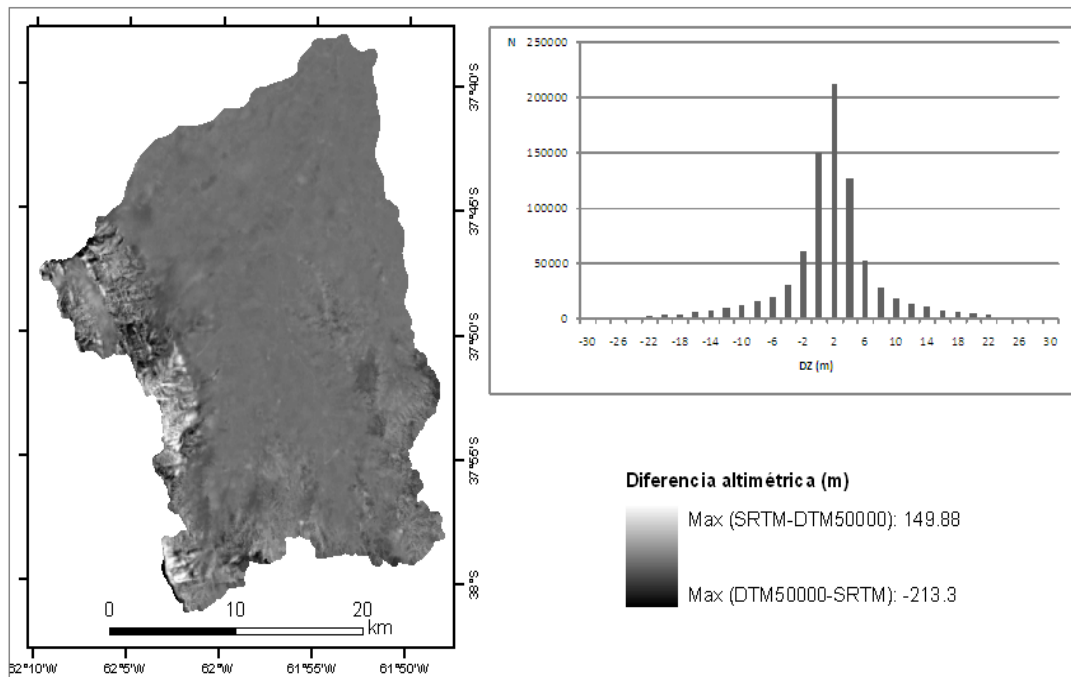 37°40'S
37°45'S
37°50'S
37°55'S
38°S
0 10 20
km
62°10'W 62°5'W 62°W 61°55'W 61°50'W
N 250000
200000
150000
100000
50000
0
-30 -26 -22 -18 -14 -10 -6 -2 2 6 10 14 18 22 26 30
DZ (m)
Diferencia altimétrica (m)
Max (SRTM-DTM50000): 149.88
Max (DTM50000-SRTM): -213.3